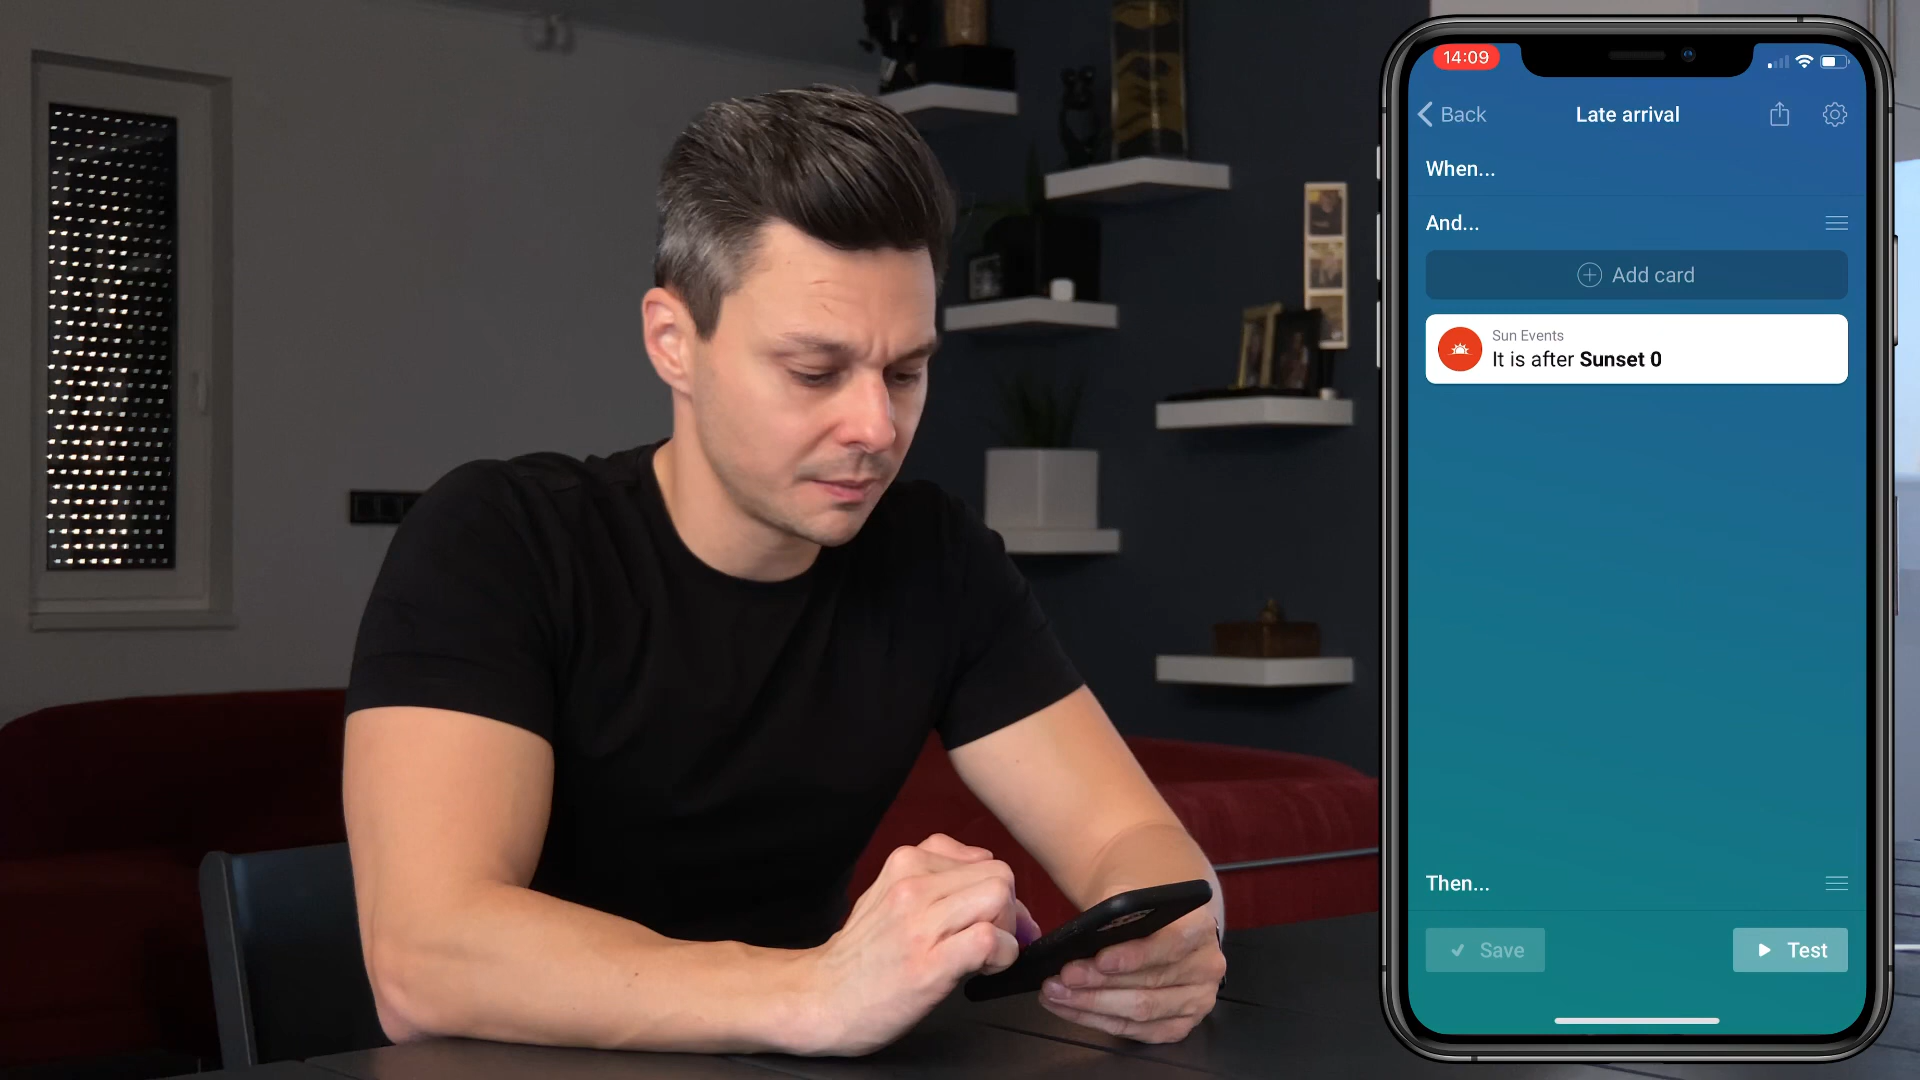 14:09
Back
Late arrival
When...
And...
Add card
Sun Events
It is after Sunset 0
Then...
Save
Test